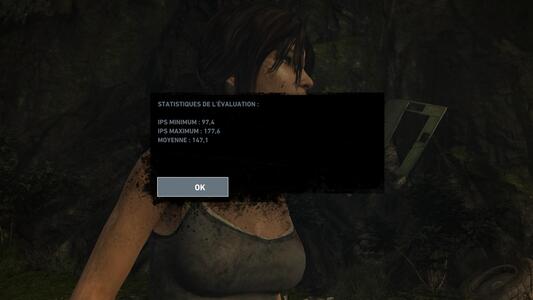 STATISTIQUES DE L'ÉVALUATION :
IPS MINIMUM : 97,4
IPS MAXIMUM : 177,6
MOYENNE : 147,1
OK